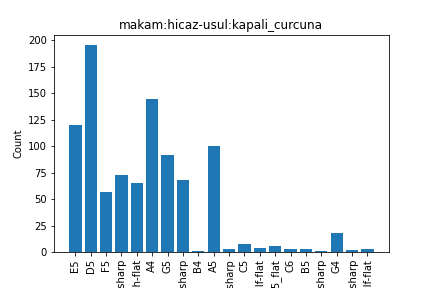 makam:hicaz-usul:kapali_curcuna
200
175
150
125
100
75
50
25
0
Count
E5
D5
F5
sharp
h-flat
A4
G5
sharp
B4
A5
sharp
C5
lf-flat
5_flat
C6
B5
sharp
G4
sharp
lf-flat